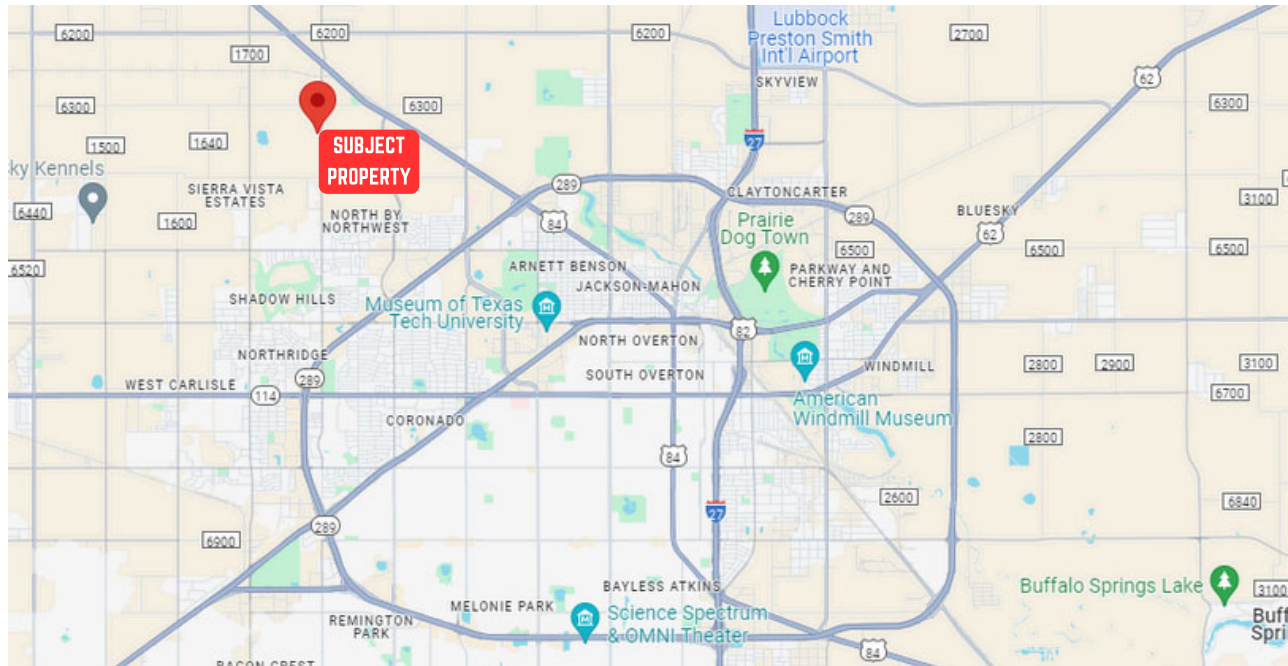 6200
6200
6200
2700
Lubbock
Preston Smith
Int'l Airport
1700
SKYVIEW
62
6300
6300
6300
SUBJECT
PROPERTY
1500
1640
27
ky Kennels
SIERRA VISTA
ESTATES
289
CLAYTONCARTER
3100
6440
1600
NORTH BY
NORTHWEST
84
Prairie
Dog Town
289
BLUESKY
62
6500
6500
6500
6520
ARNETT BENSON
JACKSON-MAHON
PARKWAY AND
CHERRY POINT
SHADOW HILLS
Museum of Texas
Tech University
82
NORTH OVERTON
NORTHRIDGE
SOUTH OVERTON
WINDMILL
2800
2900
3100
WEST CARLISLE
289
114
6700
American
Windmill Museum
CORONADO
2800
84
2600
27
6840
289
6900
BAYLESS ATKINS
Buffalo Springs Lake
3100
MELONIE PARK
Science Spectrum
& OMNI Theater
REMINGTON
PARK
Buff
Spri
84
BACON CREST